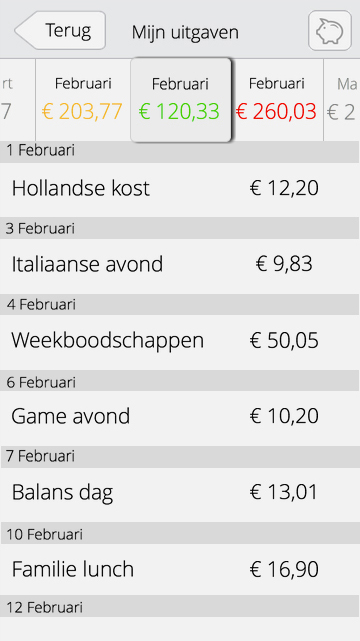 Terug
Mijn uitgaven
rt Februari Februari Februari Ma
7 € 203,77 € 120,33 € 260,03 € 2
1 Februari
Hollandse kost € 12,20
3 Februari
Italiaanse avond € 9,83
4 Februari
Weekboodschappen € 50,05
6 Februari
Game avond € 10,20
7 Februari
Balans dag € 13,01
10 Februari
Familie lunch € 16,90
12 Februari